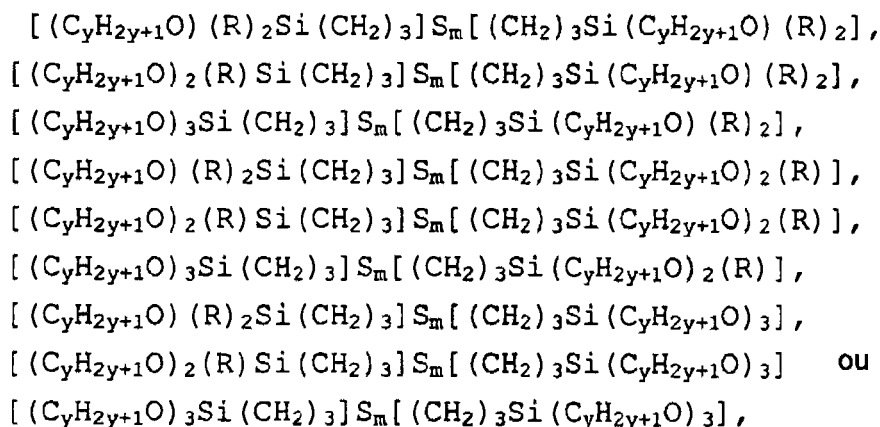 [(CyH2y+1O)(R)2Si(CH2)3]Sm[(CH2)3Si(CyH2y+1O)(R)2],
[(CyH2y+1O)2(R)Si(CH2)3]Sm[(CH2)3Si(CyH2y+1O)(R)2],
[(CyH2y+1O)3Si(CH2)3]Sm[(CH2)3Si(CyH2y+1O)(R)2],
[(CyH2y+1O)(R)2Si(CH2)3]Sm[(CH2)3Si(CyH2y+1O)2(R)],
[(CyH2y+1O)2(R)Si(CH2)3]Sm[(CH2)3Si(CyH2y+1O)2(R)],
[(CyH2y+1O)3Si(CH2)3]Sm[(CH2)3Si(CyH2y+1O)2(R)],
[(CyH2y+1O)(R)2Si(CH2)3]Sm[(CH2)3Si(CyH2y+1O)3],
[(CyH2y+1O)2(R)Si(CH2)3]Sm[(CH2)3Si(CyH2y+1O)3] ou
[(CyH2y+1O)3Si(CH2)3]Sm[(CH2)3Si(CyH2y+1O)3],